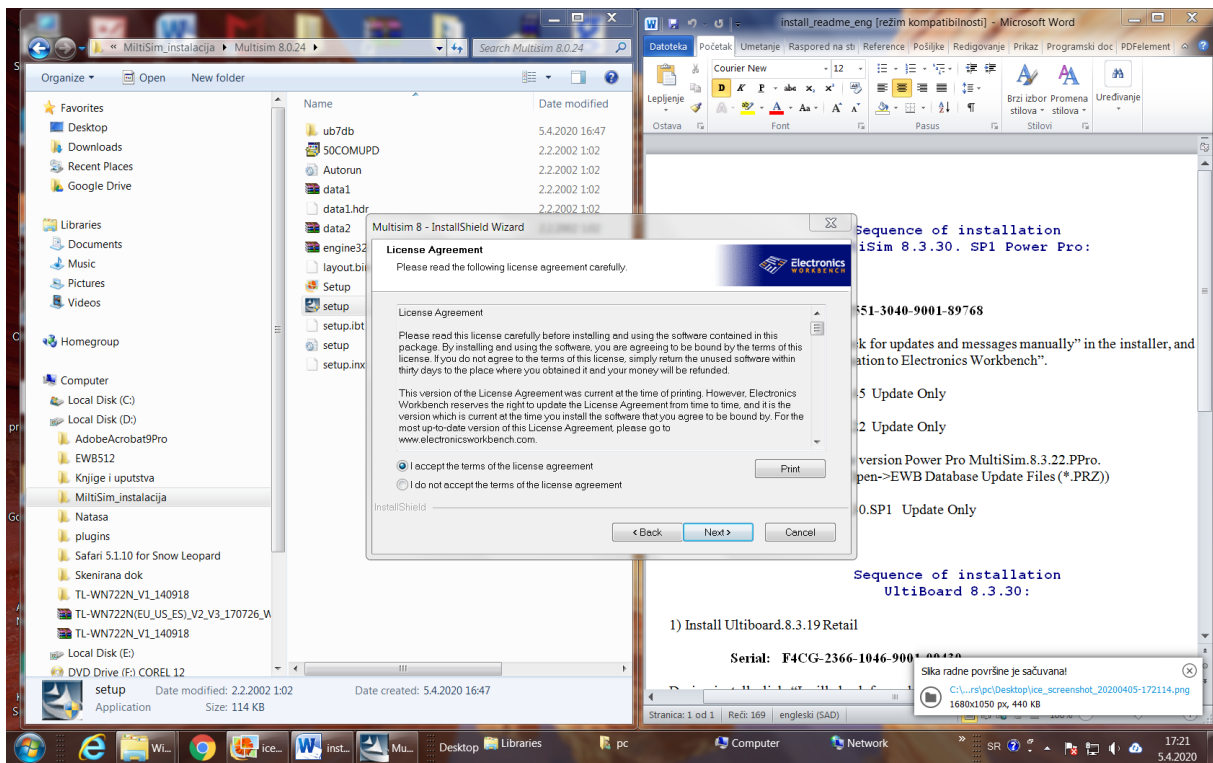 MiltiSim_instalacija Multisim 8.0.24
Search Multisim 8.0.24
Organize
Open
New folder
Favorites
Desktop
Downloads
Recent Places
Google Drive
Libraries
Documents
Music
Pictures
Videos
Homegroup
Computer
Local Disk (C:)
Local Disk (D:)
AdobeAcrobat9Pro
EWB512
Knjige i uputstva
MiltiSim_instalacija
Natasa
plugins
Safari 5.1.10 for Snow Leopard
Skenirana dok
TL-WN722N_V1_140918
TL-WN722N(EU_US_ES)_V2_V3_170726_W
TL-WN722N_V1_140918
Local Disk (E:)
DVD Drive (F:) COREL 12
Name Date modified
ub7db 5.4.2020 16:47
50COMUPD 2.2.2002 1:02
Autorun 2.2.2002 1:02
data1 2.2.2002 1:02
data1.hdr 2.2.2002 1:02
data2
engine32
layout.bin
Setup
setup
setup.ibt
setup
setup.inx
setup Date modified: 2.2.2002 1:02 Date created: 5.4.2020 16:47
Application Size: 114 KB
Multisim 8 - InstallShield Wizard
License Agreement
Please read the following license agreement carefully.
Electronics
WORKBENCH
License Agreement
Please read this license carefully before installing and using the software contained in this
package. By installing and using the software, you are agreeing to be bound by the terms of this
license. If you do not agree to the terms of this license, simply return the unused software within
thirty days to the place where you obtained it and your money will be refunded.
This version of the License Agreement was current at the time of printing. However, Electronics
Workbench reserves the right to update the License Agreement from time to time, and it is the
version which is current at the time you install the software that you agree to be bound by. For the
most up-to-date version of this License Agreement, please go to
www.electronicsworkbench.com.
I accept the terms of the license agreement
Print
I do not accept the terms of the license agreement
InstallShield
< Back Next > Cancel
install_readme_eng [režim kompatibilnosti] - Microsoft Word
Datoteka Početak Umetanje Raspored na stı Reference Pošiljke Redigovanje Prikaz Programski dek PDFelement
Lepljenje
Courier New 12
Brzi izbor stilova
Promena stilova
Uređivanje
Ostava Font Pasus Stilovi
Sequence of installation
iSim 8.3.30. SP1 Power Pro:
551-3040-9001-89768
k for updates and messages manually” in the installer, and
ation to Electronics Workbench”.
5 Update Only
2 Update Only
version Power Pro MultiSim.8.3.22.PPro.
pen->EWB Database Update Files (*.PRZ))
0.SP1 Update Only
Sequence of installation
UltiBoard 8.3.30:
1) Install Ultiboard.8.3.19 Retail
Serial: F4CG-2366-1046-9001-
Slika radne površine je sačuvana!
C:\...rs\pc\Desktop\ice_screenshot_20200405-172114.png
1680x1050 px, 440 KB
Stranica: 1 od 1 Reči: 169 engleski (SAD)
Wi... ice... inst... Mu... Desktop Libraries pc Computer Network » SR
17:21
5.4.2020